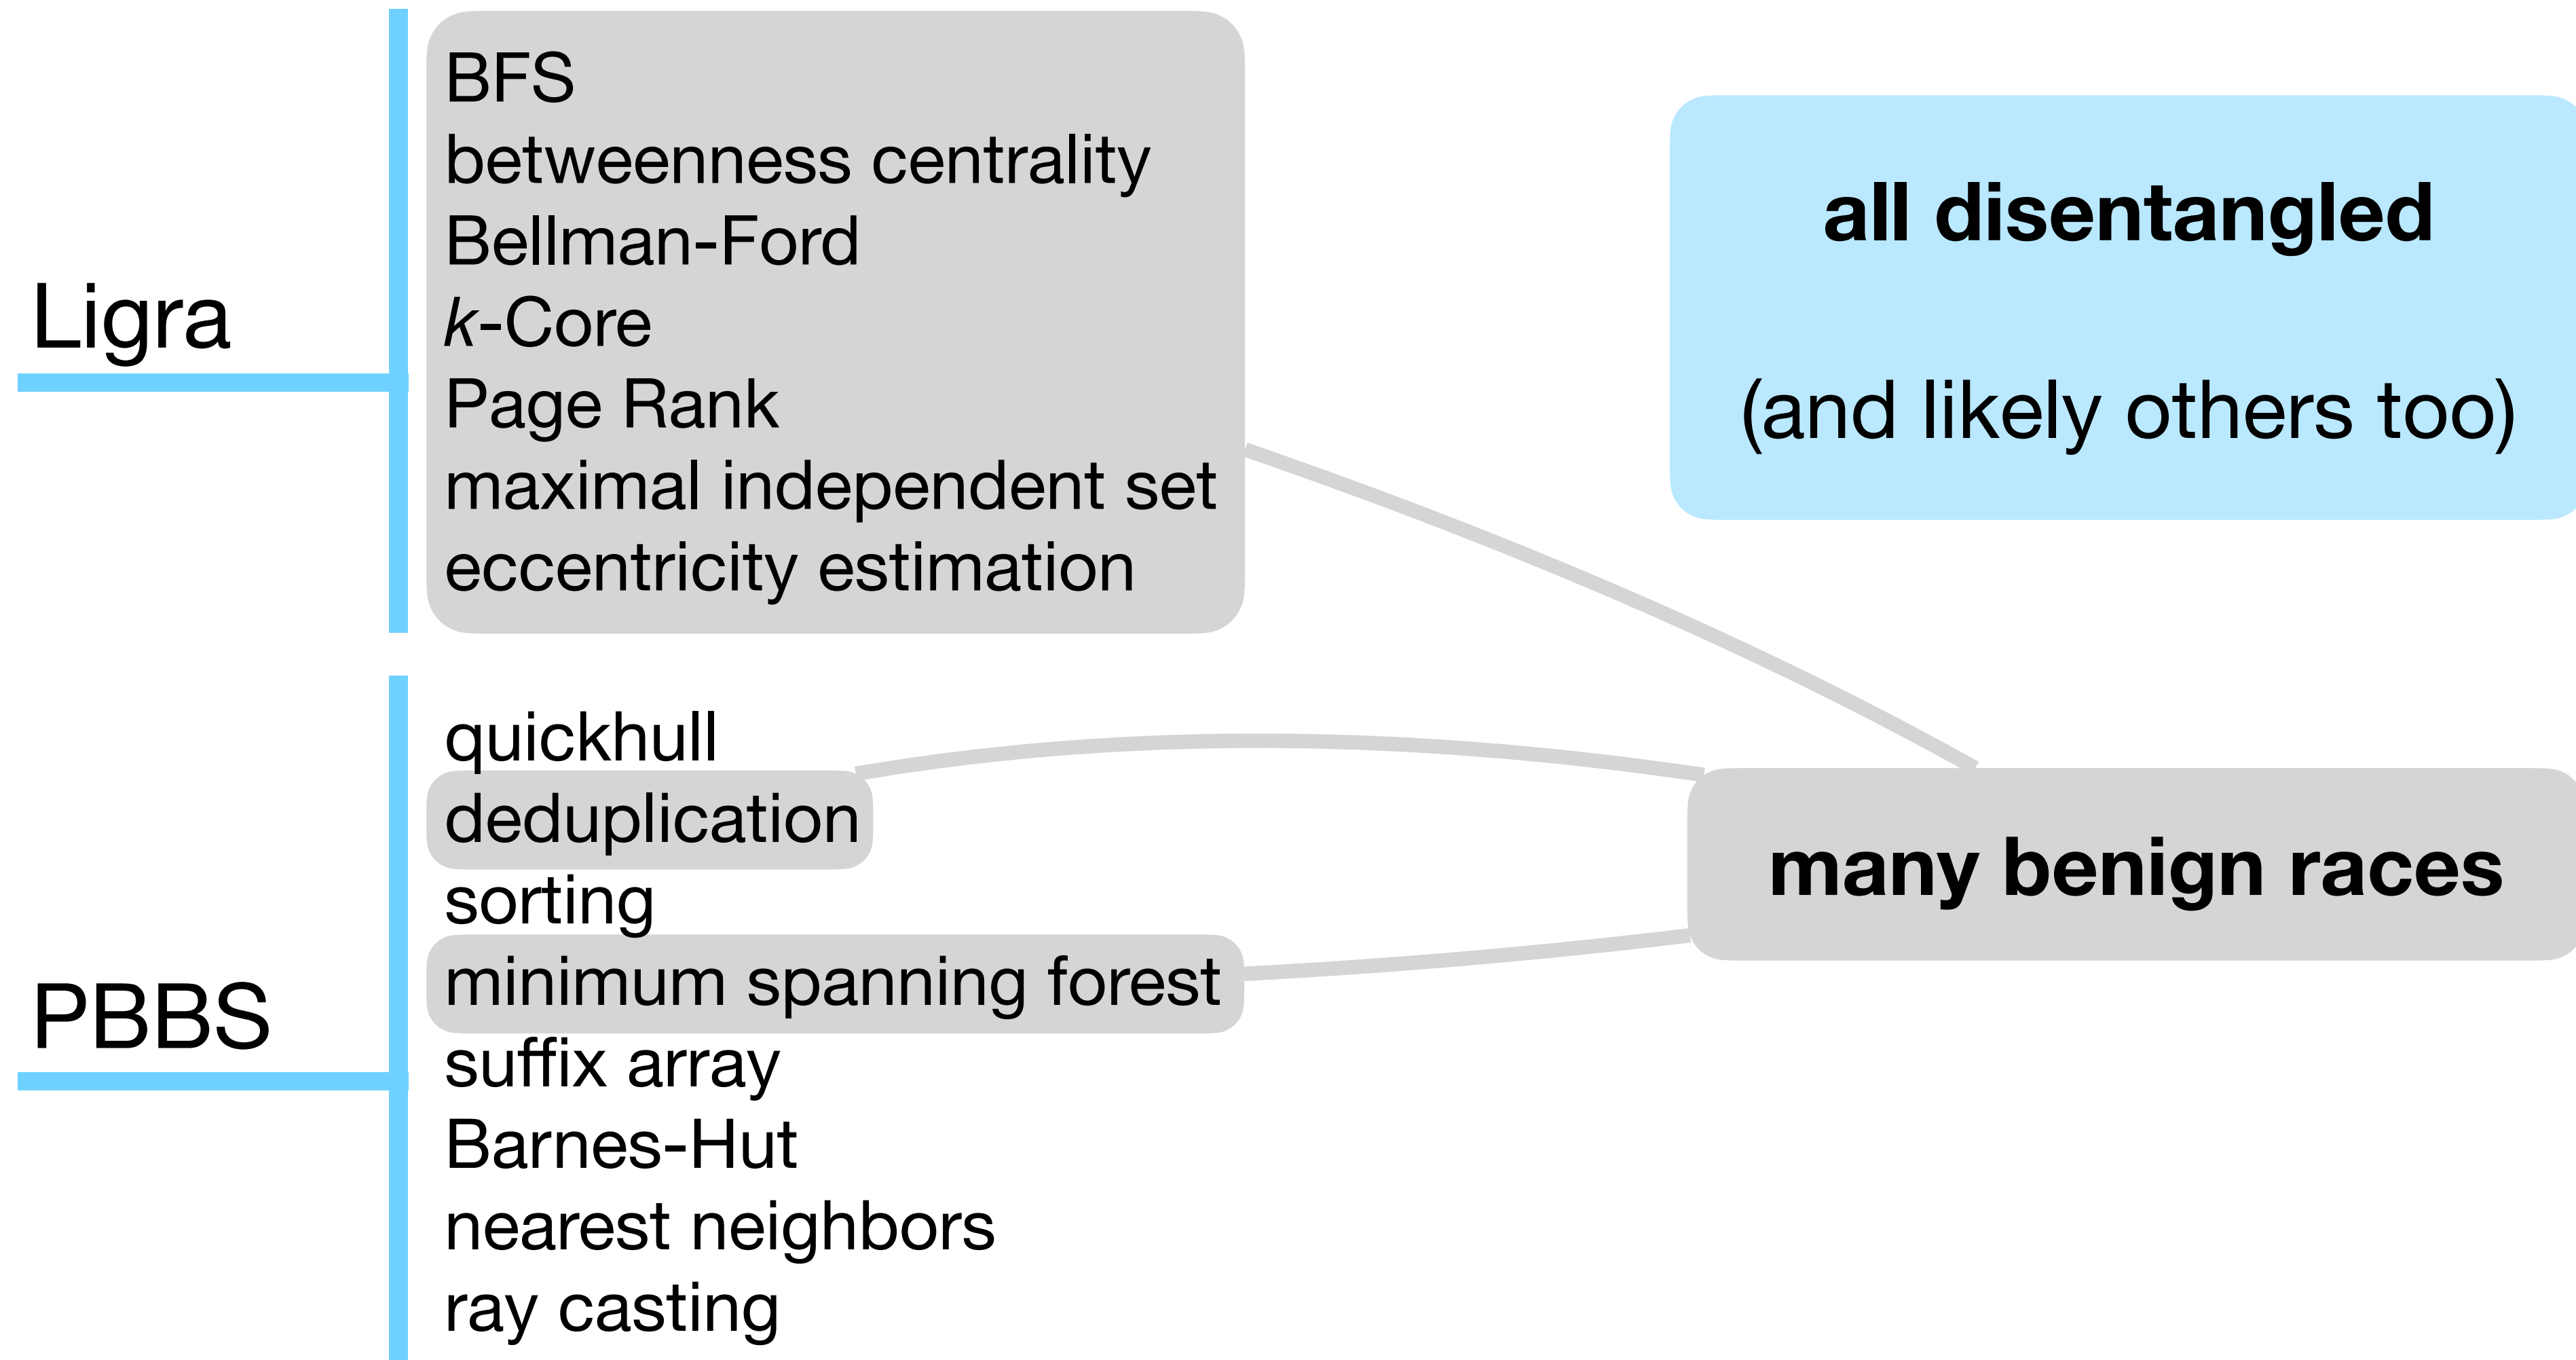 Ligra
BFS
betweenness centrality
Bellman-Ford
k-Core
Page Rank
maximal independent set
eccentricity estimation
all disentangled
(and likely others too)
PBBS
quickhull
deduplication
sorting
minimum spanning forest
suffix array
Barnes-Hut
nearest neighbors
ray casting
many benign races